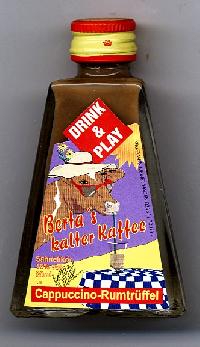 DRINK
&
PLAY
Berta's
kalter Kaffee
Cappuccino-Rumtrüffel